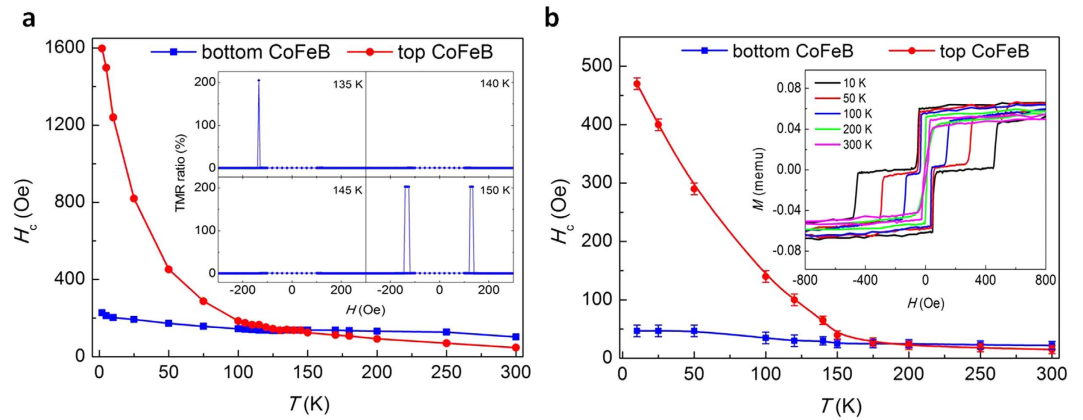 a
bottom CoFeB
top CoFeB
1600
1200
800
400
0
Hc (Oe)
0
50
100
150
200
250
300
T (K)
TMR ratio (%)
200
100
0
200
100
0
135 K
140 K
145 K
150 K
-200
0
200
-200
0
200
H (Oe)
b
bottom CoFeB
top CoFeB
500
400
300
200
100
0
Hc (Oe)
0
50
100
150
200
250
300
T (K)
10 K
50 K
100 K
200 K
300 K
0.08
0.04
0.00
-0.04
-0.08
M (memu)
-800
-400
0
400
800
H (Oe)